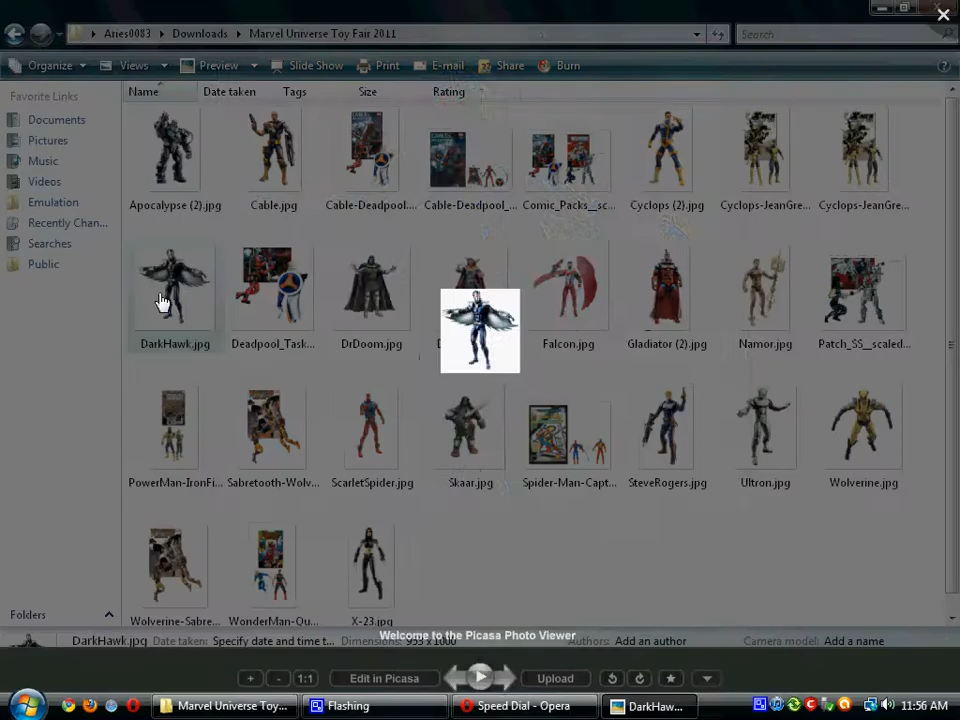 Aries0083 Downloads Marvel Universe Toy Fair 2011 Search
Organize Views Preview Slide Show Print E-mail Share Burn
Favorite Links
Documents
Pictures
Music
Videos
Emulation
Recently Chan...
Searches
Public
Folders
Name Date taken Tags Size Rating
Apocalypse (2).jpg Cable.jpg Cable-Deadpool.... Cable-Deadpool_... Comic_Packs__sc... Cyclops (2).jpg Cyclops-JeanGre... Cyclops-JeanGre...
DarkHawk.jpg Deadpool_Task... DrDoom.jpg Falcon.jpg Gladiator (2).jpg Namor.jpg Patch_SS__scaled...
PowerMan-IronFi... Sabretooth-Wolv... ScarletSpider.jpg Skaar.jpg Spider-Man-Capt... SteveRogers.jpg Ultron.jpg Wolverine.jpg
Wolverine-Sabre... WonderMan-Qu... X-23.jpg
DarkHawk.jpg Date taken: Specify date and time t... Dimensions: 953 x 1000 Authors: Add an author Camera model: Add a name
Welcome to the Picasa Photo Viewer
+ - 1:1 Edit in Picasa Upload
Marvel Universe Toy... Flashing Speed Dial - Opera DarkHaw... 11:56 AM